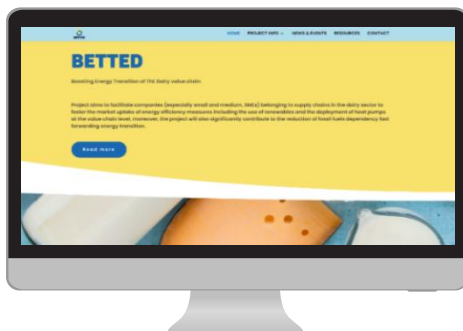 HOME PROJECT INFO NEWS & EVENTS RESOURCES CONTACT
BETTED
Boosting Energy Transition of ThE Dairy value chain
Project aims to facilitate companies (especially small and medium, SMEs) belonging to supply chains in the dairy sector to
foster the market uptake of energy efficiency measures including the use of renewables and the deployment of heat pumps
at the value chain level, moreover, the project will also significantly contribute to the reduction of fossil fuels dependency fast
forwarding energy transition.
Read more